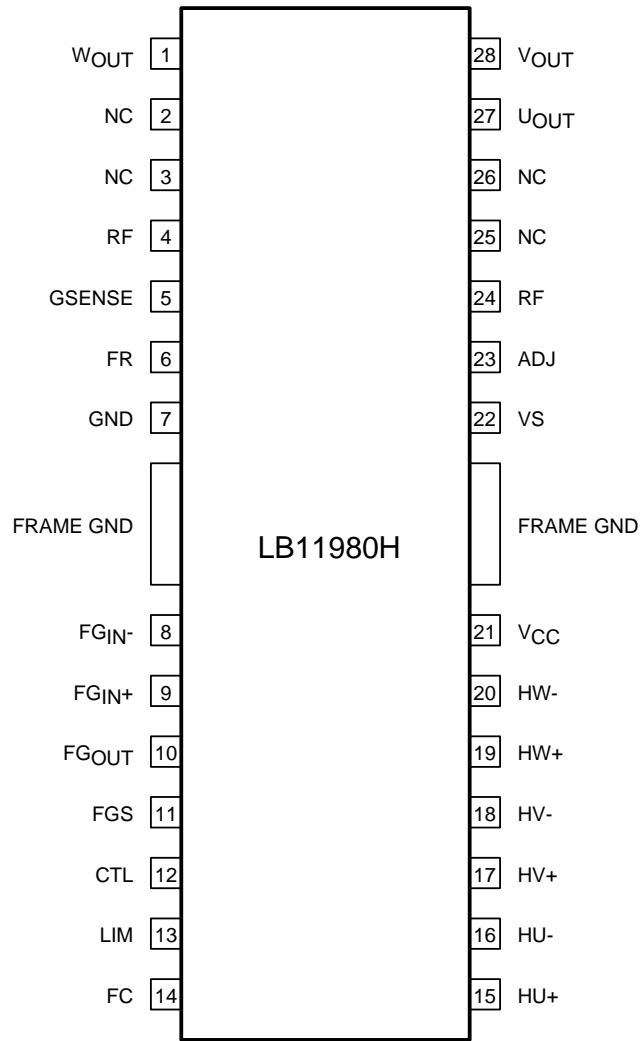 WOUT 1 28 VOUT
NC 2 27 UOUT
NC 3 26 NC
RF 4 25 NC
GSENSE 5 24 RF
FR 6 23 ADJ
GND 7 22 VS
FRAME GND FRAME GND
LB11980H
FGIN- 8 21 VCC
FGIN+ 9 20 HW-
FGOUT 10 19 HW+
FGS 11 18 HV-
CTL 12 17 HV+
LIM 13 16 HU-
FC 14 15 HU+